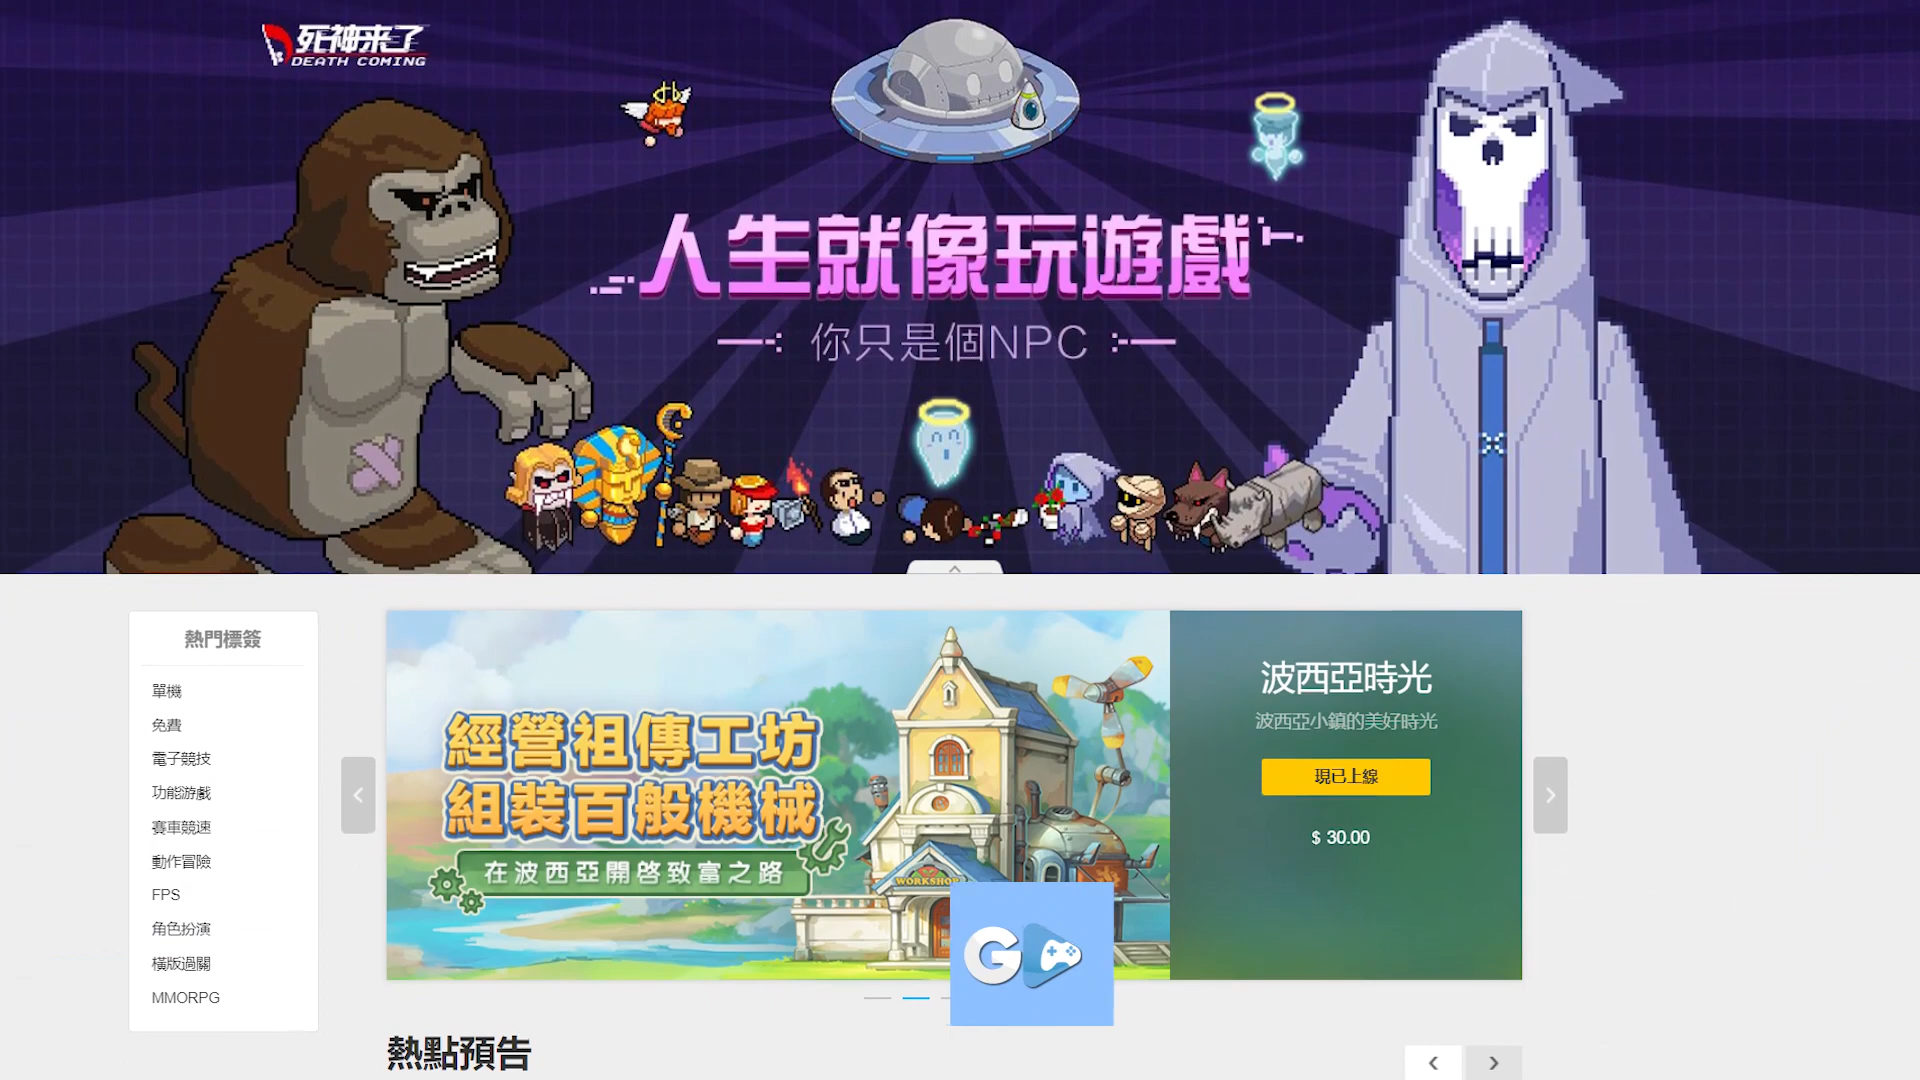 死神来了
DEATH COMING
人生就像玩遊戲
你只是個NPC
熱門標簽
單機
免費
電子競技
功能游戲
賽車競速
動作冒險
FPS
角色扮演
橫版過關
MMORPG
經營祖傳工坊
組裝百般機械
在波西亞開啓致富之路
WORKSHOP
波西亞時光
波西亞小鎮的美好時光
現已上線
$ 30.00
G
熱點預告